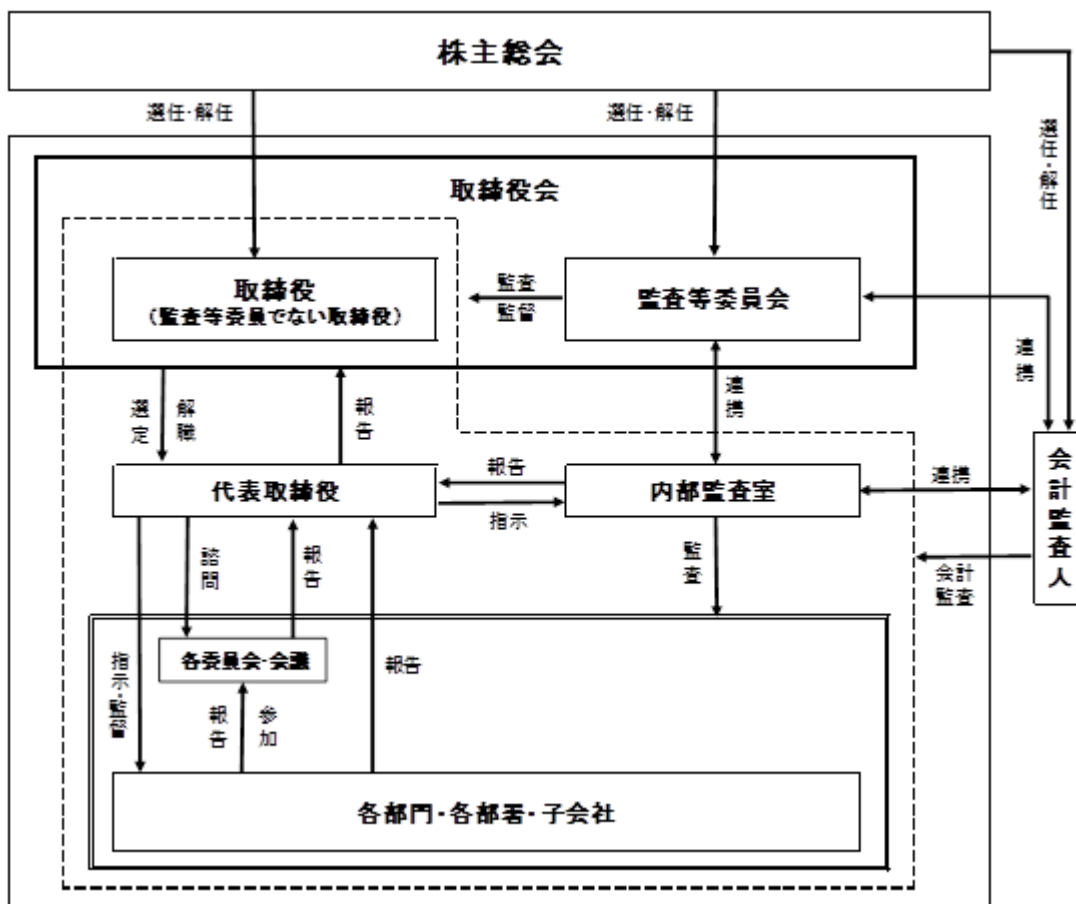 株主総会
選任・解任
選任・解任
選任・解任
取締役会
取締役
(監査等委員でない取締役)
監査
監督
監査等委員会
連携
選定
解職
報告
連携
代表取締役
報告
指示
内部監査室
連携
会計監査人
諮問
報告
監査
会計
監査
各委員会・会議
指示・監督
報告
報告
参加
各部門・各部署・子会社